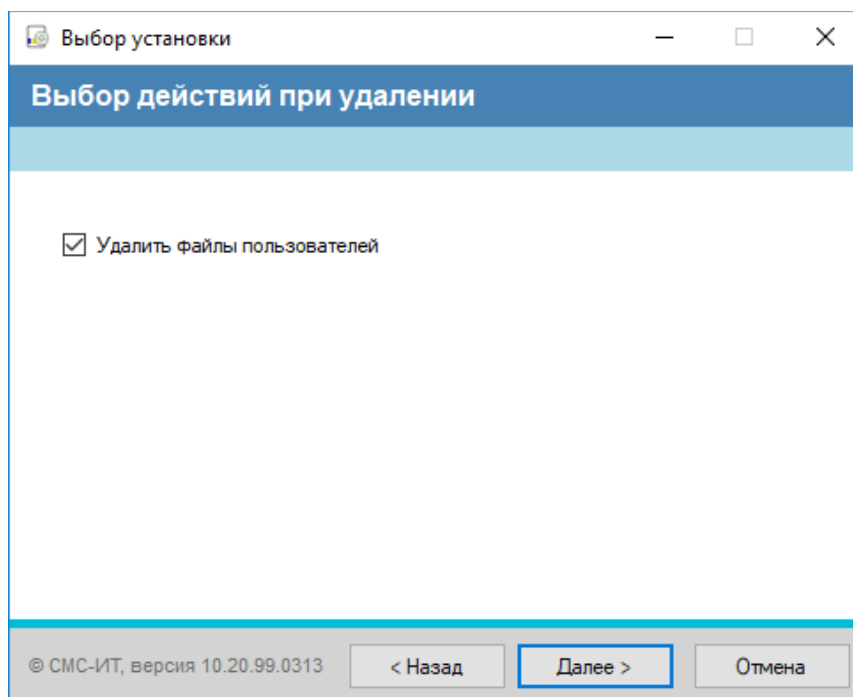 Выбор установки
Выбор действий при удалении
Удалить файлы пользователей
© СМС-ИТ, версия 10.20.99.0313
< Назад
Далее >
Отмена